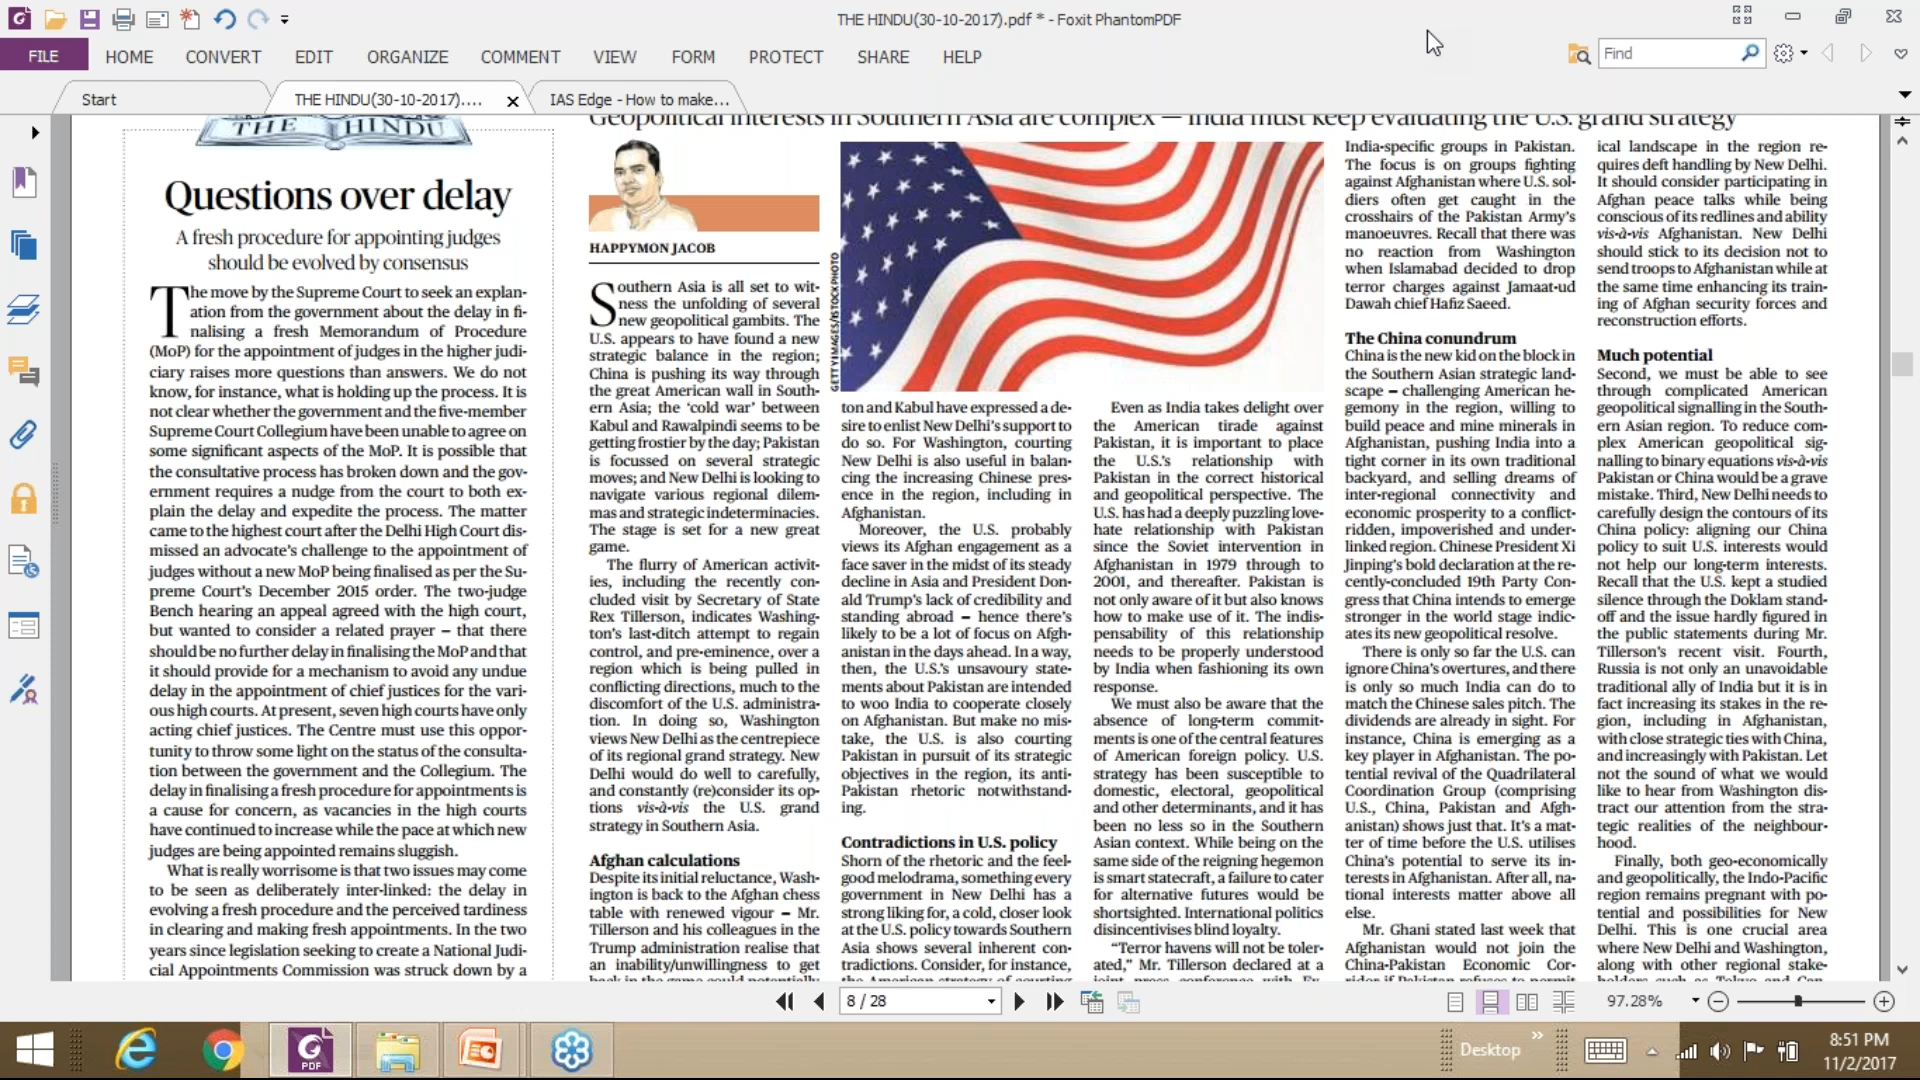 THE HINDU(30-10-2017).pdf * - Foxit PhantomPDF
FILE
HOME
CONVERT
EDIT
ORGANIZE
COMMENT
VIEW
FORM
PROTECT
SHARE
HELP
Find
Start
THE HINDU(30-10-2017)....
IAS Edge - How to make...
THE HINDU
Questions over delay
A fresh procedure for appointing judges
should be evolved by consensus
The move by the Supreme Court to seek an explan-
ation from the government about the delay in fi-
nalising a fresh Memorandum of Procedure
(MoP) for the appointment of judges in the higher judi-
ciary raises more questions than answers. We do not
know, for instance, what is holding up the process. It is
not clear whether the government and the five-member
Supreme Court Collegium have been unable to agree on
some significant aspects of the MoP. It is possible that
the consultative process has broken down and the gov-
ernment requires a nudge from the court to both ex-
plain the delay and expedite the process. The matter
came to the highest court after the Delhi High Court dis-
missed an advocate's challenge to the appointment of
judges without a new MoP being finalised as per the Su-
preme Court's December 2015 order. The two-judge
Bench hearing an appeal agreed with the high court,
but wanted to consider a related prayer – that there
should be no further delay in finalising the MoP and that
it should provide for a mechanism to avoid any undue
delay in the appointment of chief justices for the vari-
ous high courts. At present, seven high courts have only
acting chief justices. The Centre must use this oppor-
tunity to throw some light on the status of the consulta-
tion between the government and the Collegium. The
delay in finalising a fresh procedure for appointments is
a cause for concern, as vacancies in the high courts
have continued to increase while the pace at which new
judges are being appointed remains sluggish.
What is really worrisome is that two issues may come
to be seen as deliberately inter-linked: the delay in
evolving a fresh procedure and the perceived tardiness
in clearing and making fresh appointments. In the two
years since legislation seeking to create a National Judi-
cial Appointments Commission was struck down by a
Geopolitical interests in Southern Asia are complex — India must keep evaluating the U.S. grand strategy
HAPPYMON JACOB
GETTY IMAGES/ISTOCKPHOTO
Southern Asia is all set to wit-
ness the unfolding of several
new geopolitical gambits. The
U.S. appears to have found a new
strategic balance in the region;
China is pushing its way through
the great American wall in South-
ern Asia; the 'cold war' between
Kabul and Rawalpindi seems to be
getting frostier by the day; Pakistan
is focussed on several strategic
moves; and New Delhi is looking to
navigate various regional dilem-
mas and strategic indeterminacies.
The stage is set for a new great
game.
The flurry of American activit-
ies, including the recently con-
cluded visit by Secretary of State
Rex Tillerson, indicates Washing-
ton's last-ditch attempt to regain
control, and pre-eminence, over a
region which is being pulled in
conflicting directions, much to the
discomfort of the U.S. administra-
tion. In doing so, Washington
views New Delhi as the centrepiece
of its regional grand strategy. New
Delhi would do well to carefully,
and constantly (re)consider its op-
tions vis-à-vis the U.S. grand
strategy in Southern Asia.
Afghan calculations
Despite its initial reluctance, Wash-
ington is back to the Afghan chess
table with renewed vigour – Mr.
Tillerson and his colleagues in the
Trump administration realise that
an inability/unwillingness to get
back in the game could potentially
ton and Kabul have expressed a de-
sire to enlist New Delhi's support to
do so. For Washington, courting
New Delhi is also useful in balan-
cing the increasing Chinese pres-
ence in the region, including in
Afghanistan.
Moreover, the U.S. probably
views its Afghan engagement as a
face saver in the midst of its steady
decline in Asia and President Don-
ald Trump's lack of credibility and
standing abroad – hence there's
likely to be a lot of focus on Afgh-
anistan in the days ahead. In a way,
then, the U.S.'s unsavoury state-
ments about Pakistan are intended
to woo India to cooperate closely
on Afghanistan. But make no mis-
take, the U.S. is also courting
Pakistan in pursuit of its strategic
objectives in the region, its anti-
Pakistan rhetoric notwithstand-
ing.
Contradictions in U.S. policy
Shorn of the rhetoric and the feel-
good melodrama, something every
government in New Delhi has a
strong liking for, a cold, closer look
at the U.S. policy towards Southern
Asia shows several inherent con-
tradictions. Consider, for instance,
the American strategy of courting
Even as India takes delight over
the American tirade against
Pakistan, it is important to place
the U.S.'s relationship with
Pakistan in the correct historical
and geopolitical perspective. The
U.S. has had a deeply puzzling love-
hate relationship with Pakistan
since the Soviet intervention in
Afghanistan in 1979 through to
2001, and thereafter. Pakistan is
not only aware of it but also knows
how to make use of it. The indis-
pensability of this relationship
needs to be properly understood
by India when fashioning its own
response.
We must also be aware that the
absence of long-term commit-
ments is one of the central features
of American foreign policy. U.S.
strategy has been susceptible to
domestic, electoral, geopolitical
and other determinants, and it has
been no less so in the Southern
Asian context. While being on the
same side of the reigning hegemon
is smart statecraft, a failure to cater
for alternative futures would be
shortsighted. International politics
disincentivises blind loyalty.
“Terror havens will not be toler-
ated,” Mr. Tillerson declared at a
India-specific groups in Pakistan.
The focus is on groups fighting
against Afghanistan where U.S. sol-
diers often get caught in the
crosshairs of the Pakistan Army's
manoeuvres. Recall that there was
no reaction from Washington
when Islamabad decided to drop
terror charges against Jamaat-ud
Dawah chief Hafiz Saeed.
The China conundrum
China is the new kid on the block in
the Southern Asian strategic land-
scape – challenging American he-
gemony in the region, willing to
build peace and mine minerals in
Afghanistan, pushing India into a
tight corner in its own traditional
backyard, and selling dreams of
inter-regional connectivity and
economic prosperity to a conflict-
ridden, impoverished and under-
linked region. Chinese President Xi
Jinping's bold declaration at the re-
cently-concluded 19th Party Con-
gress that China intends to emerge
stronger in the world stage indic-
ates its new geopolitical resolve.
There is only so far the U.S. can
ignore China's overtures, and there
is only so much India can do to
match the Chinese sales pitch. The
dividends are already in sight. For
instance, China is emerging as a
key player in Afghanistan. The po-
tential revival of the Quadrilateral
Coordination Group (comprising
U.S., China, Pakistan and Afgh-
anistan) shows just that. It's a mat-
ter of time before the U.S. utilises
China's potential to serve its in-
terests in Afghanistan. After all, na-
tional interests matter above all
else.
Mr. Ghani stated last week that
Afghanistan would not join the
China-Pakistan Economic Cor-
ridor if Pakistan refuses to permit
ical landscape in the region re-
quires deft handling by New Delhi.
It should consider participating in
Afghan peace talks while being
conscious of its redlines and ability
vis-à-vis Afghanistan. New Delhi
should stick to its decision not to
send troops to Afghanistan while at
the same time enhancing its train-
ing of Afghan security forces and
reconstruction efforts.
Much potential
Second, we must be able to see
through complicated American
geopolitical signalling in the South-
ern Asian region. To reduce com-
plex American geopolitical sig-
nalling to binary equations vis-à-vis
Pakistan or China would be a grave
mistake. Third, New Delhi needs to
carefully design the contours of its
China policy: aligning our China
policy to suit U.S. interests would
not help our long-term interests.
Recall that the U.S. kept a studied
silence through the Doklam stand-
off and the issue hardly figured in
the public statements during Mr.
Tillerson's recent visit. Fourth,
Russia is not only an unavoidable
traditional ally of India but it is in
fact increasing its stakes in the re-
gion, including in Afghanistan,
with close strategic ties with China,
and increasingly with Pakistan. Let
not the sound of what we would
like to hear from Washington dis-
tract our attention from the stra-
tegic realities of the neighbour-
hood.
Finally, both geo-economically
and geopolitically, the Indo-Pacific
region remains pregnant with po-
tential and possibilities for New
Delhi. This is one crucial area
where New Delhi and Washington,
along with other regional stake-
8 / 28
97.28%
PDF
Desktop
8:51 PM
11/2/2017